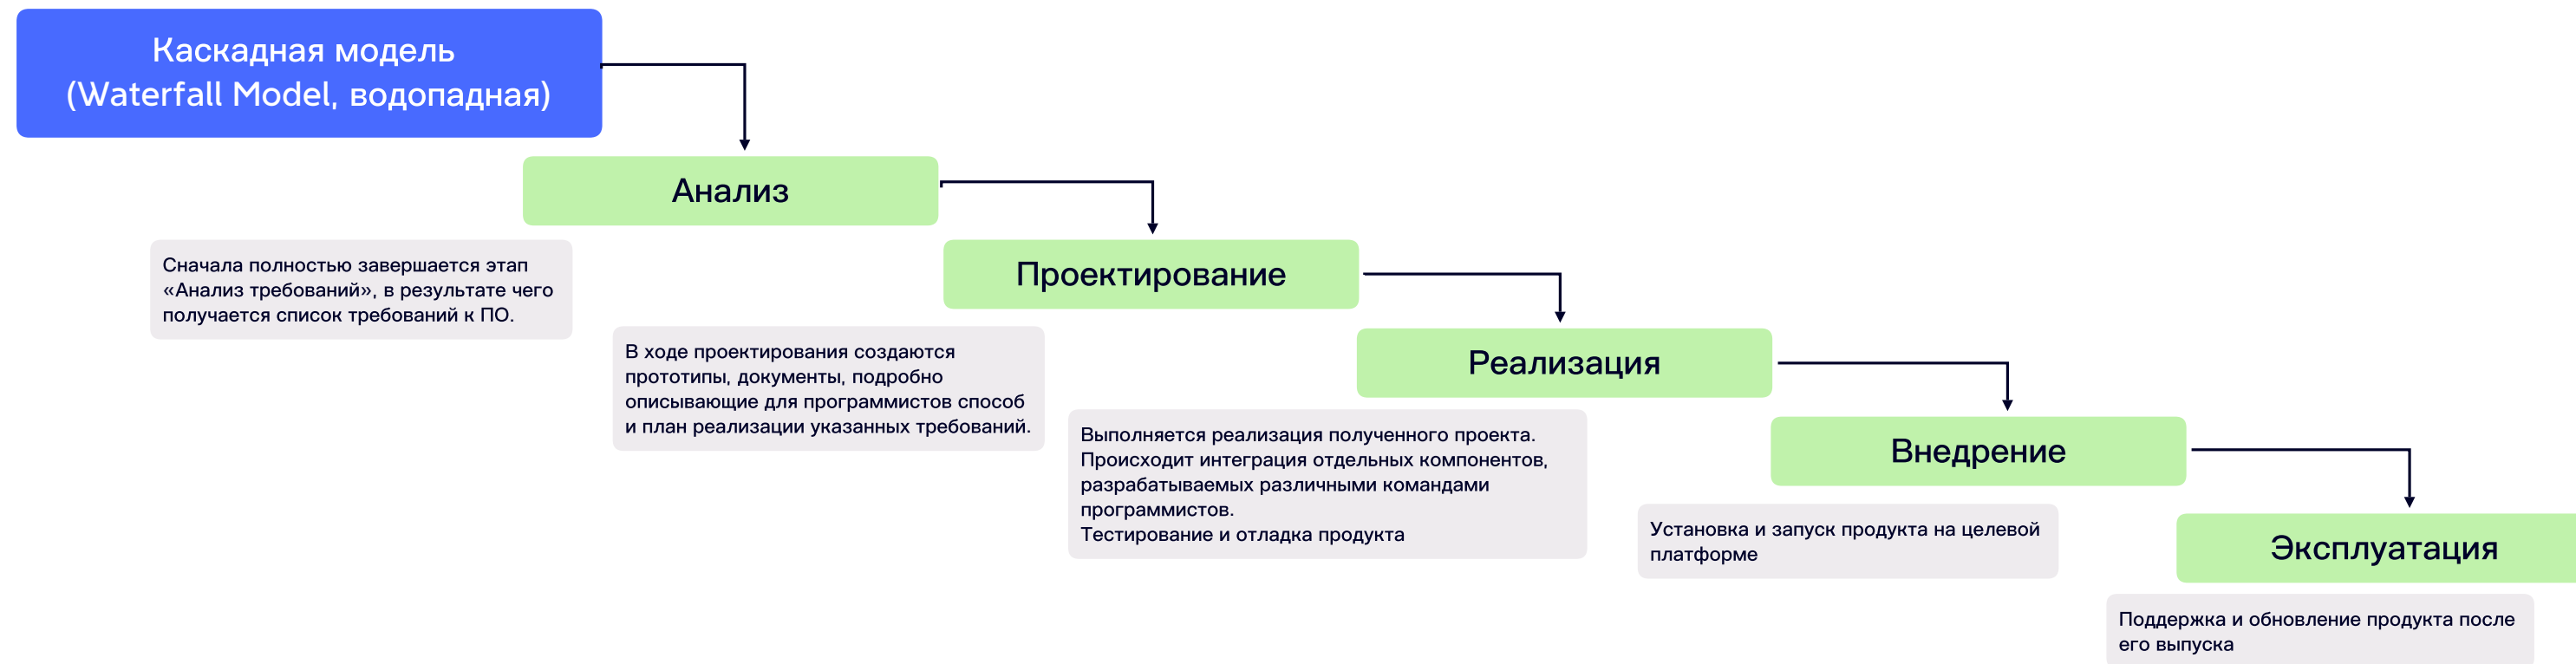 Каскадная модель
(Waterfall Model, водопадная)
Анализ
Сначала полностью завершается этап
«Анализ требований», в результате чего
получается список требований к ПО.
Проектирование
В ходе проектирования создаются
прототипы, документы, подробно
описывающие для программистов способ
и план реализации указанных требований.
Реализация
Выполняется реализация полученного проекта.
Происходит интеграция отдельных компонентов,
разрабатываемых различными командами
программистов.
Тестирование и отладка продукта
Внедрение
Установка и запуск продукта на целевой
платформе
Эксплуатация
Поддержка и обновление продукта после
его выпуска